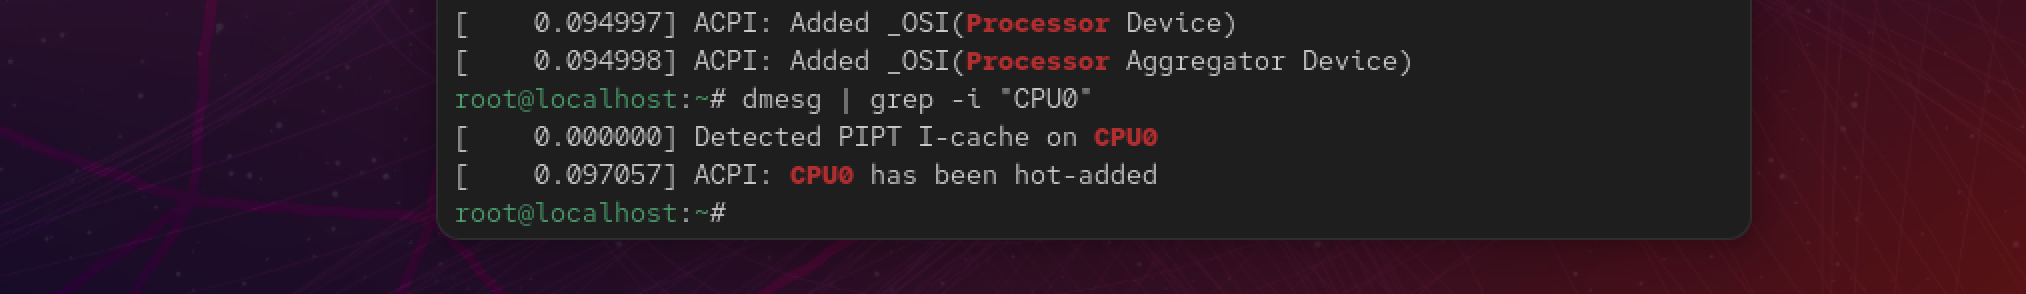 [    0.094997] ACPI: Added _OSI(Processor Device)
[    0.094998] ACPI: Added _OSI(Processor Aggregator Device)
root@localhost:~# dmesg | grep -i "CPU0"
[    0.000000] Detected PIPT I-cache on CPU0
[    0.097057] ACPI: CPU0 has been hot-added
root@localhost:~#